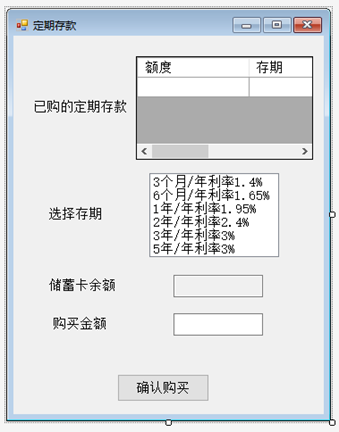 定期存款
额度 存期
已购的定期存款
3个月/年利率1.4%
6个月/年利率1.65%
1年/年利率1.95%
2年/年利率2.4%
选择存期
3年/年利率3%
5年/年利率3%
储蓄卡余额
购买金额
确认购买